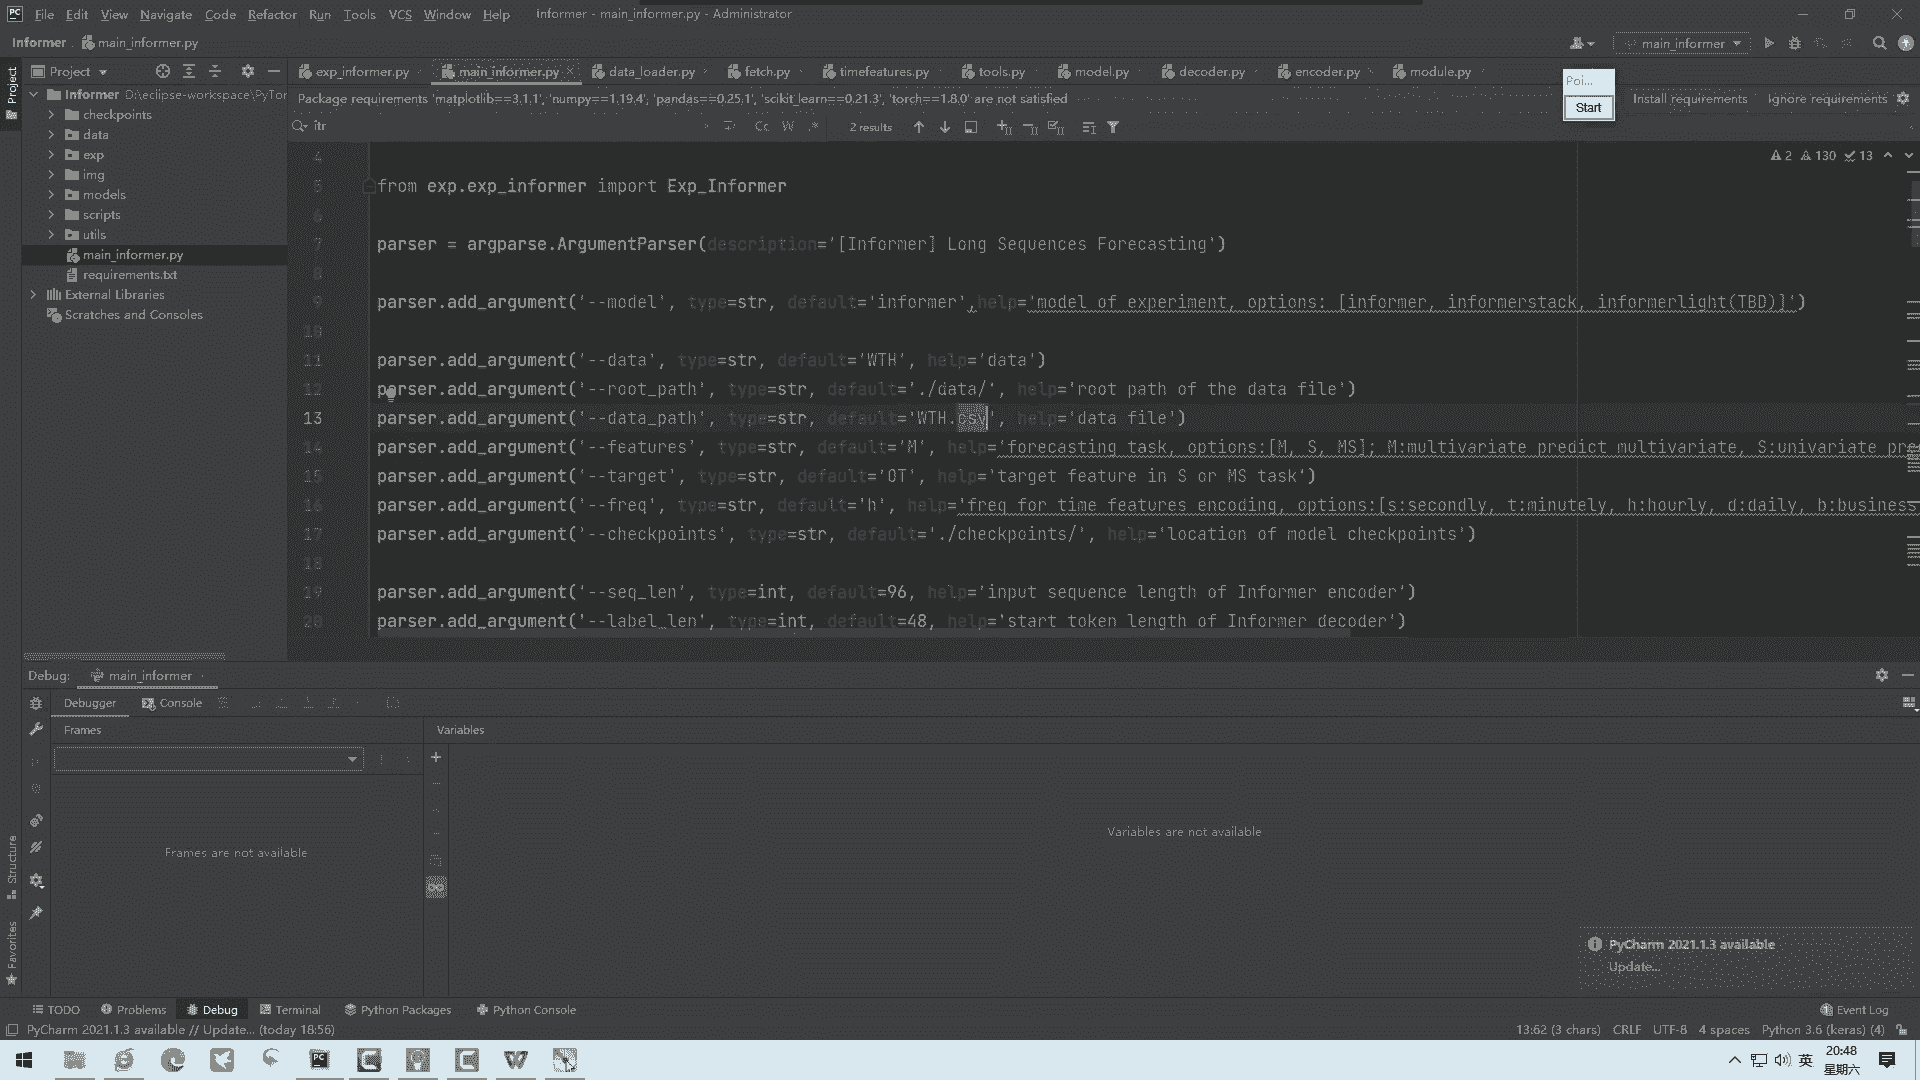 File Edit View Navigate Code Refactor Run Tools VCS Window Help Informer - main_informer.py - Administrator
Informer main_informer.py
main_informer
Project
exp_informer.py main_informer.py data_loader.py fetch.py timefeatures.py tools.py model.py decoder.py encoder.py module.py
Poi...
Start
Informer D:\eclipse-workspace\PyTor
Package requirements 'matplotlib==3.1.1', 'numpy==1.19.4', 'pandas==0.25.1', 'scikit_learn==0.21.3', 'torch==1.8.0' are not satisfied
Install requirements Ignore requirements
checkpoints
data
exp
img
models
scripts
utils
main_informer.py
requirements.txt
External Libraries
Scratches and Consoles
Cc W .* 2 results
2 130 13
4
5 from exp.exp_informer import Exp_Informer
6
7 parser = argparse.ArgumentParser(description='[Informer] Long Sequences Forecasting')
8
9 parser.add_argument('--model', type=str, default='informer',help='model of experiment, options: [informer, informerstack, informerlight(TBD)]')
10
11 parser.add_argument('--data', type=str, default='WTH', help='data')
12 parser.add_argument('--root_path', type=str, default='./data/', help='root path of the data file')
13 parser.add_argument('--data_path', type=str, default='WTH.csv', help='data file')
14 parser.add_argument('--features', type=str, default='M', help='forecasting task, options:[M, S, MS]; M:multivariate predict multivariate, S:univariate pre
15 parser.add_argument('--target', type=str, default='OT', help='target feature in S or MS task')
16 parser.add_argument('--freq', type=str, default='h', help='freq for time features encoding, options:[s:secondly, t:minutely, h:hourly, d:daily, b:business
17 parser.add_argument('--checkpoints', type=str, default='./checkpoints/', help='location of model checkpoints')
18
19 parser.add_argument('--seq_len', type=int, default=96, help='input sequence length of Informer encoder')
20 parser.add_argument('--label_len', type=int, default=48, help='start token length of Informer decoder')
Debug: main_informer
Debugger Console
Frames
Variables
Frames are not available
Variables are not available
Project
Structure
Favorites
PyCharm 2021.1.3 available
Update...
TODO Problems Debug Terminal Python Packages Python Console Event Log
PyCharm 2021.1.3 available // Update... (today 18:56)
13:62 (3 chars) CRLF UTF-8 4 spaces Python 3.6 (keras) (4)
英
20:48
星期六